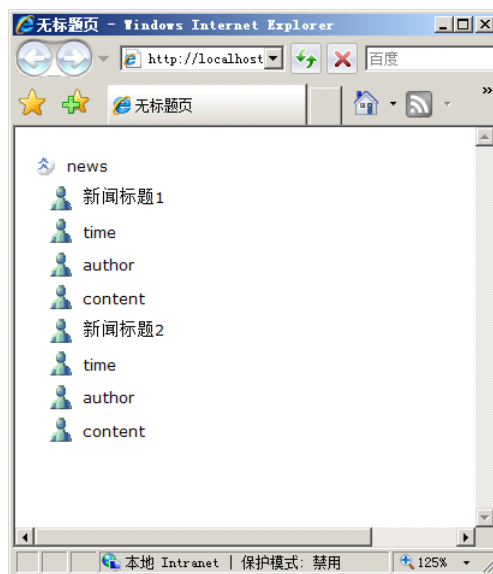 无标题页 - Windows Internet Explorer
http://localhost
百度
无标题页
»
news
新闻标题1
time
author
content
新闻标题2
time
author
content
本地 Intranet | 保护模式: 禁用
125%